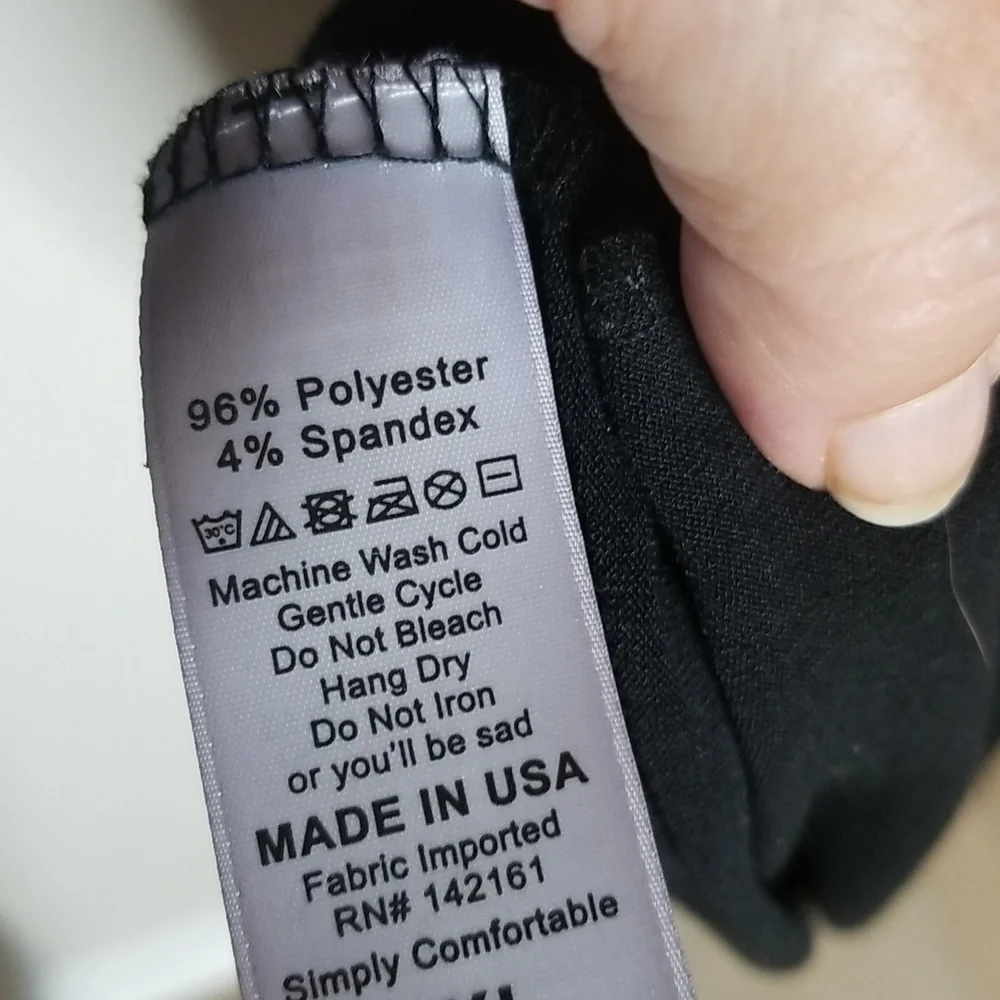 96% Polyester
4% Spandex
30°C
Machine Wash Cold
Gentle Cycle
Do Not Bleach
Hang Dry
Do Not Iron
or you'll be sad
MADE IN USA
Fabric Imported
RN# 142161
Simply Comfortable